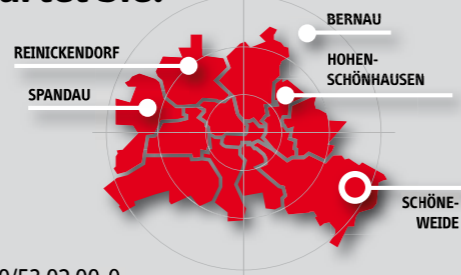 BERNAU
REINICKENDORF
HOHEN-
SCHÖNHAUSEN
SPANDAU
SCHÖNE-
WEIDE